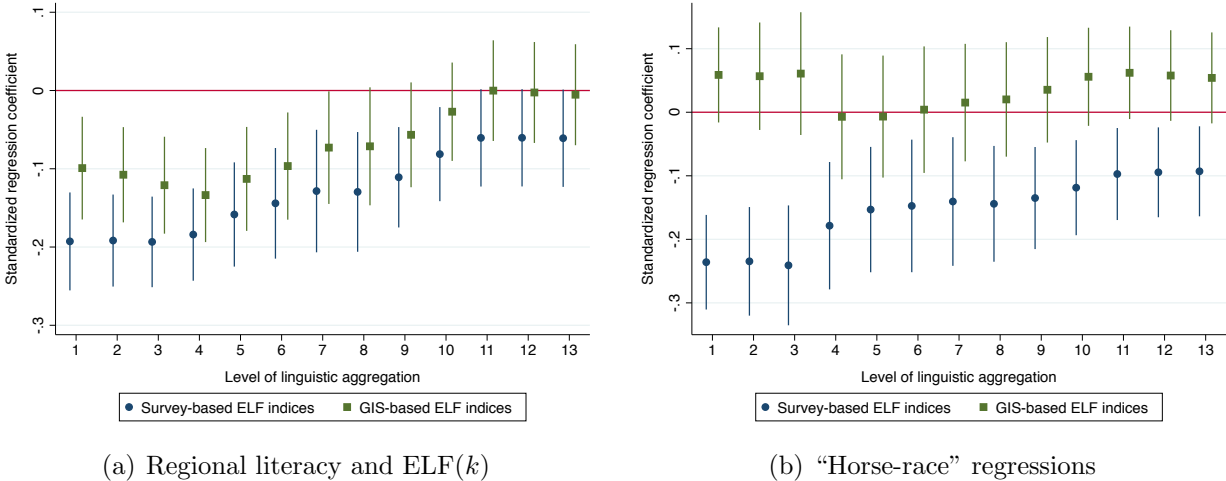 .1
0
-.1
-.2
-.3
Standardized regression coefficient
1 2 3 4 5 6 7 8 9 10 11 12 13
Level of linguistic aggregation
Survey-based ELF indices GIS-based ELF indices
(a) Regional literacy and ELF(k)
.1
0
-.1
-.2
-.3
Standardized regression coefficient
1 2 3 4 5 6 7 8 9 10 11 12 13
Level of linguistic aggregation
Survey-based ELF indices GIS-based ELF indices
(b) “Horse-race” regressions